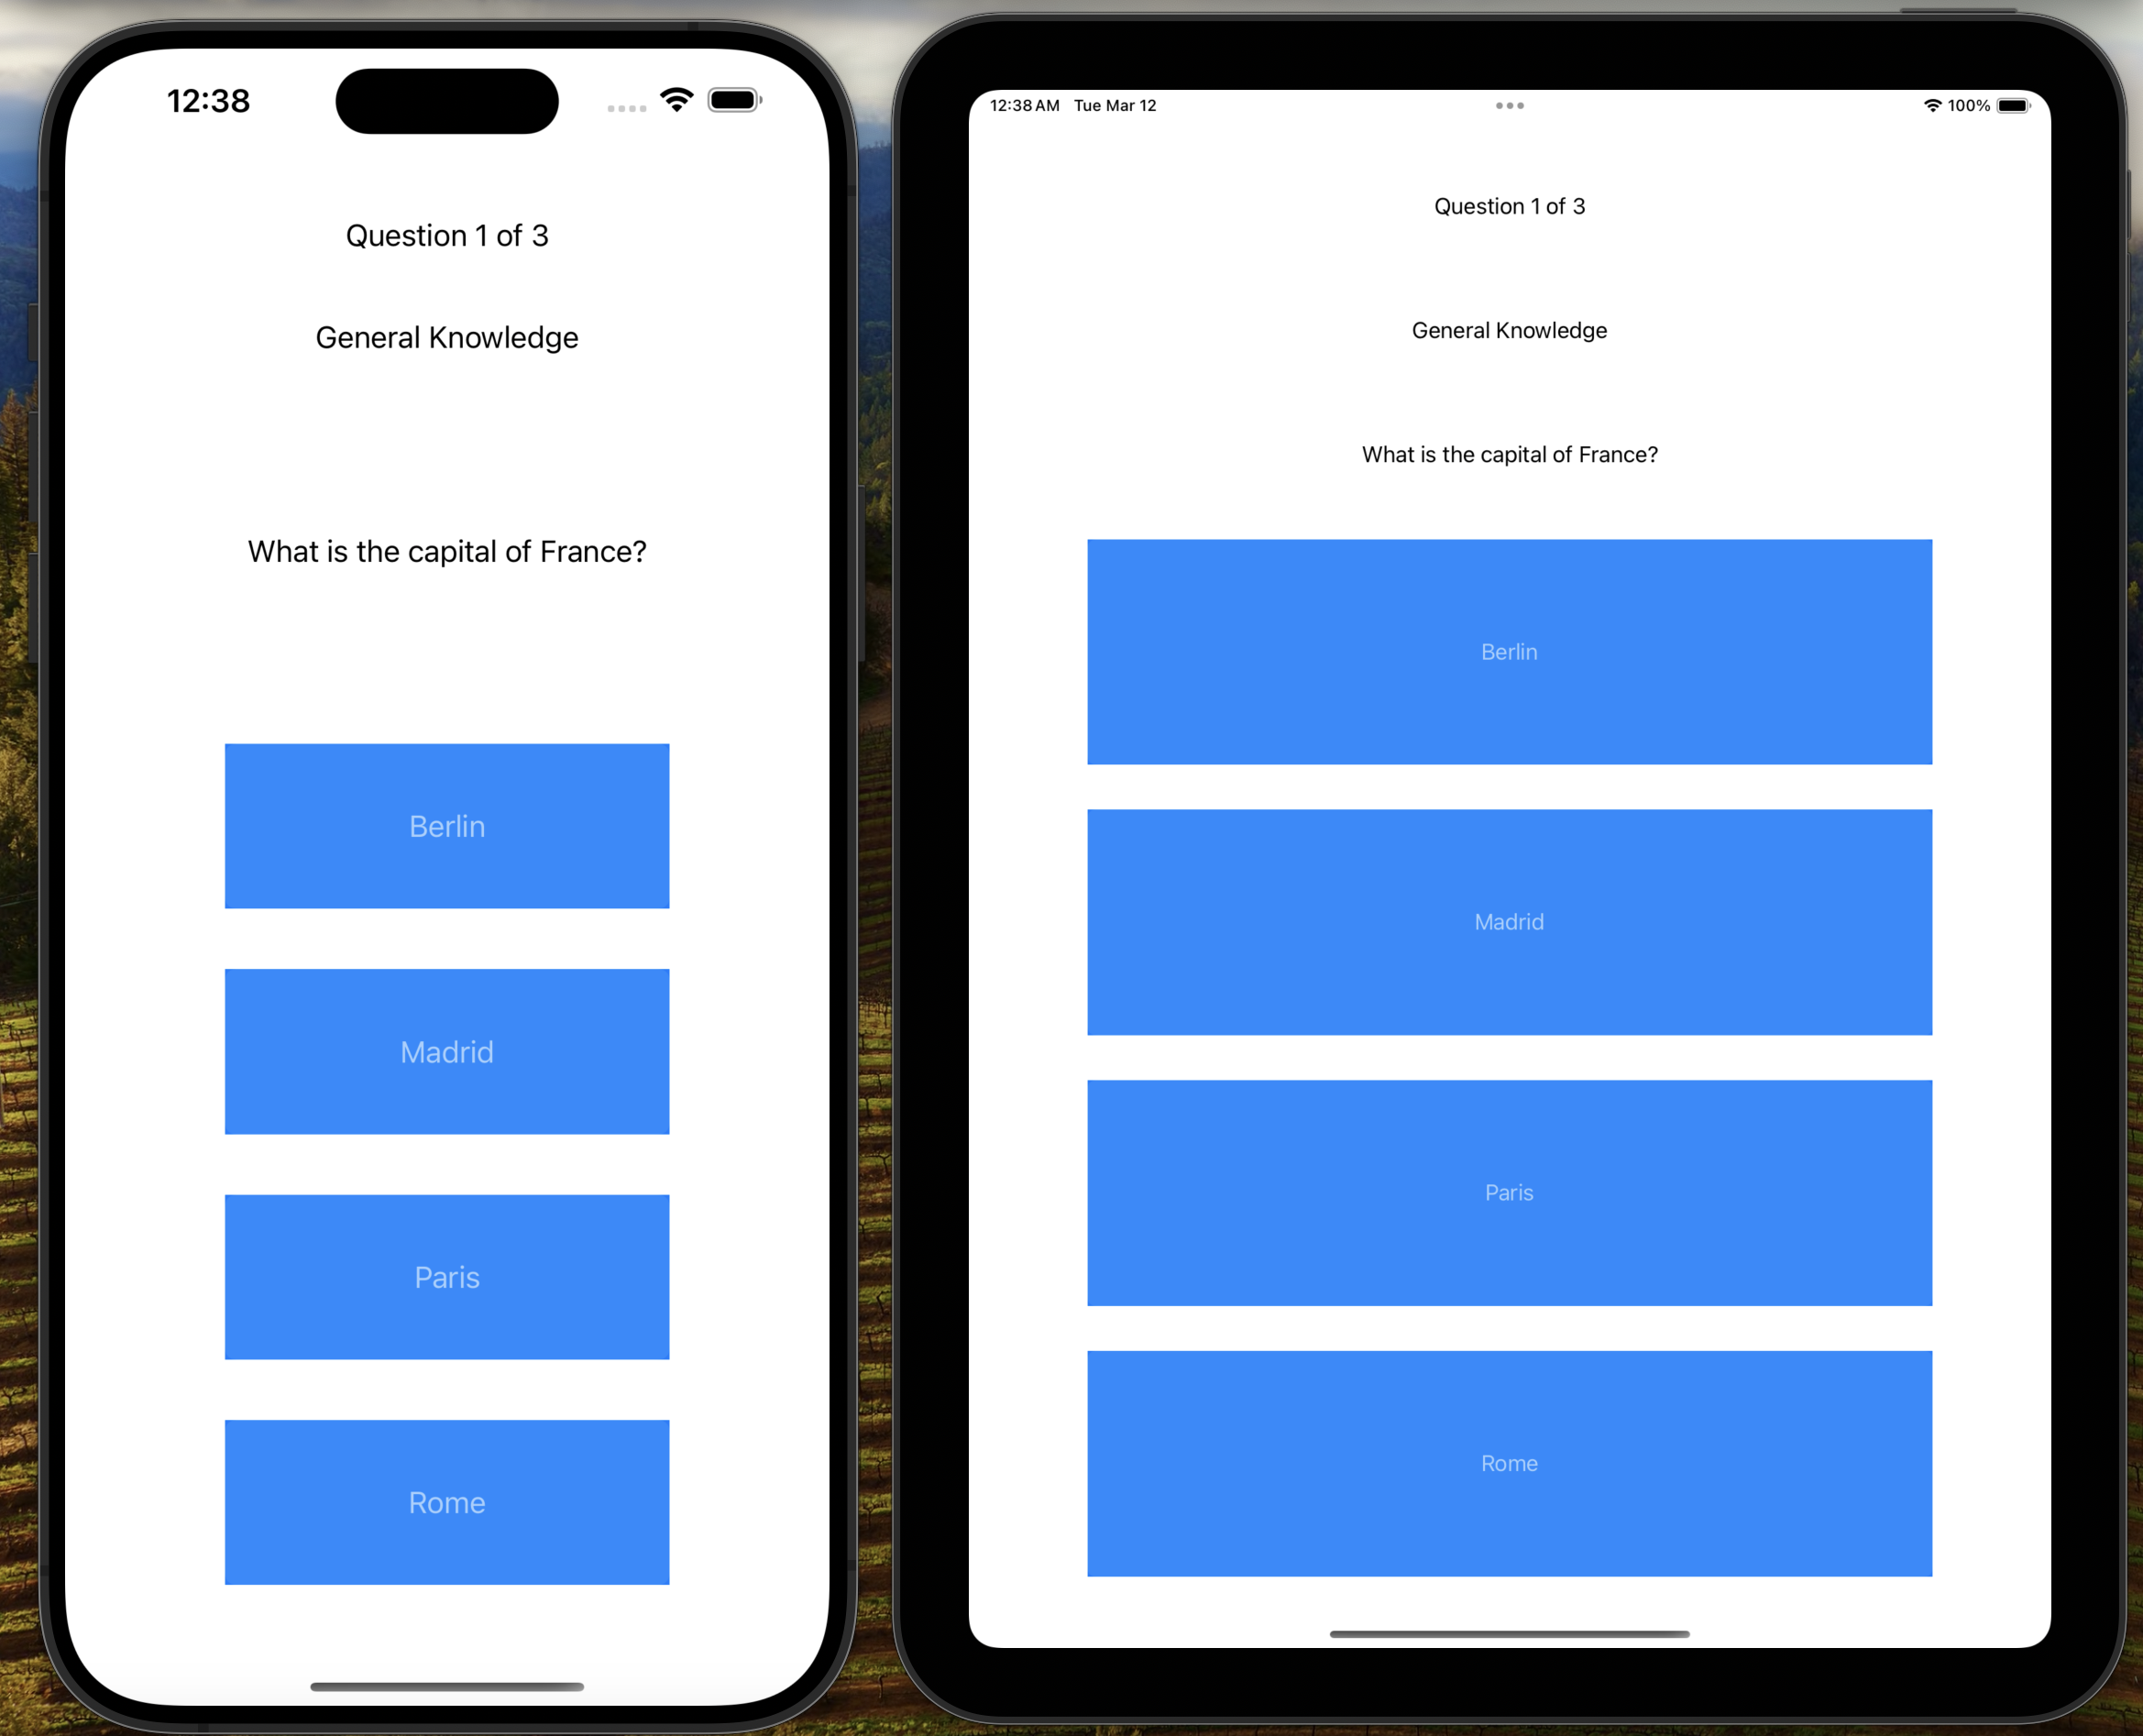 12:38
Question 1 of 3
General Knowledge
What is the capital of France?
Berlin
Madrid
Paris
Rome
12:38 AM Tue Mar 12
100%
Question 1 of 3
General Knowledge
What is the capital of France?
Berlin
Madrid
Paris
Rome